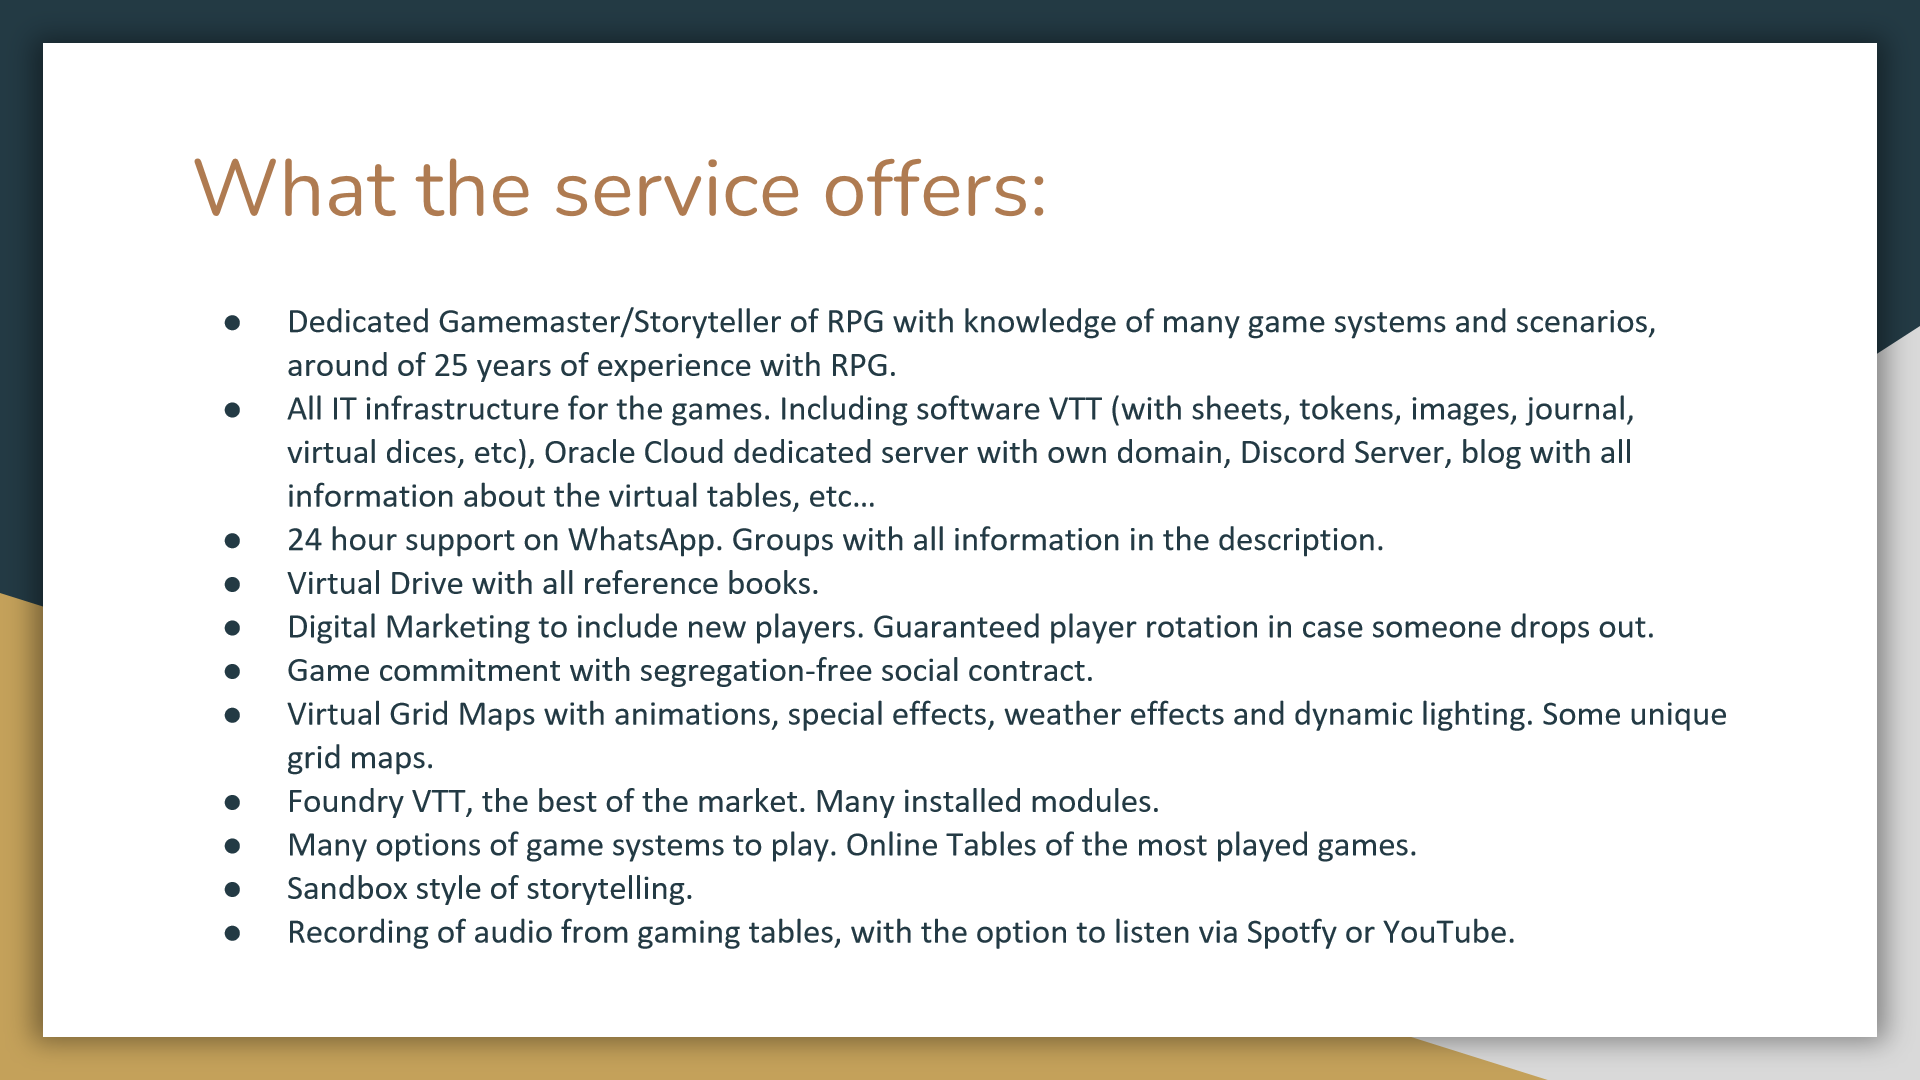 What the service offers:
● Dedicated Gamemaster/Storyteller of RPG with knowledge of many game systems and scenarios,
around of 25 years of experience with RPG.
● All IT infrastructure for the games. Including software VTT (with sheets, tokens, images, journal,
virtual dices, etc), Oracle Cloud dedicated server with own domain, Discord Server, blog with all
information about the virtual tables, etc…
● 24 hour support on WhatsApp. Groups with all information in the description.
● Virtual Drive with all reference books.
● Digital Marketing to include new players. Guaranteed player rotation in case someone drops out.
● Game commitment with segregation-free social contract.
● Virtual Grid Maps with animations, special effects, weather effects and dynamic lighting. Some unique
grid maps.
● Foundry VTT, the best of the market. Many installed modules.
● Many options of game systems to play. Online Tables of the most played games.
● Sandbox style of storytelling.
● Recording of audio from gaming tables, with the option to listen via Spotfy or YouTube.